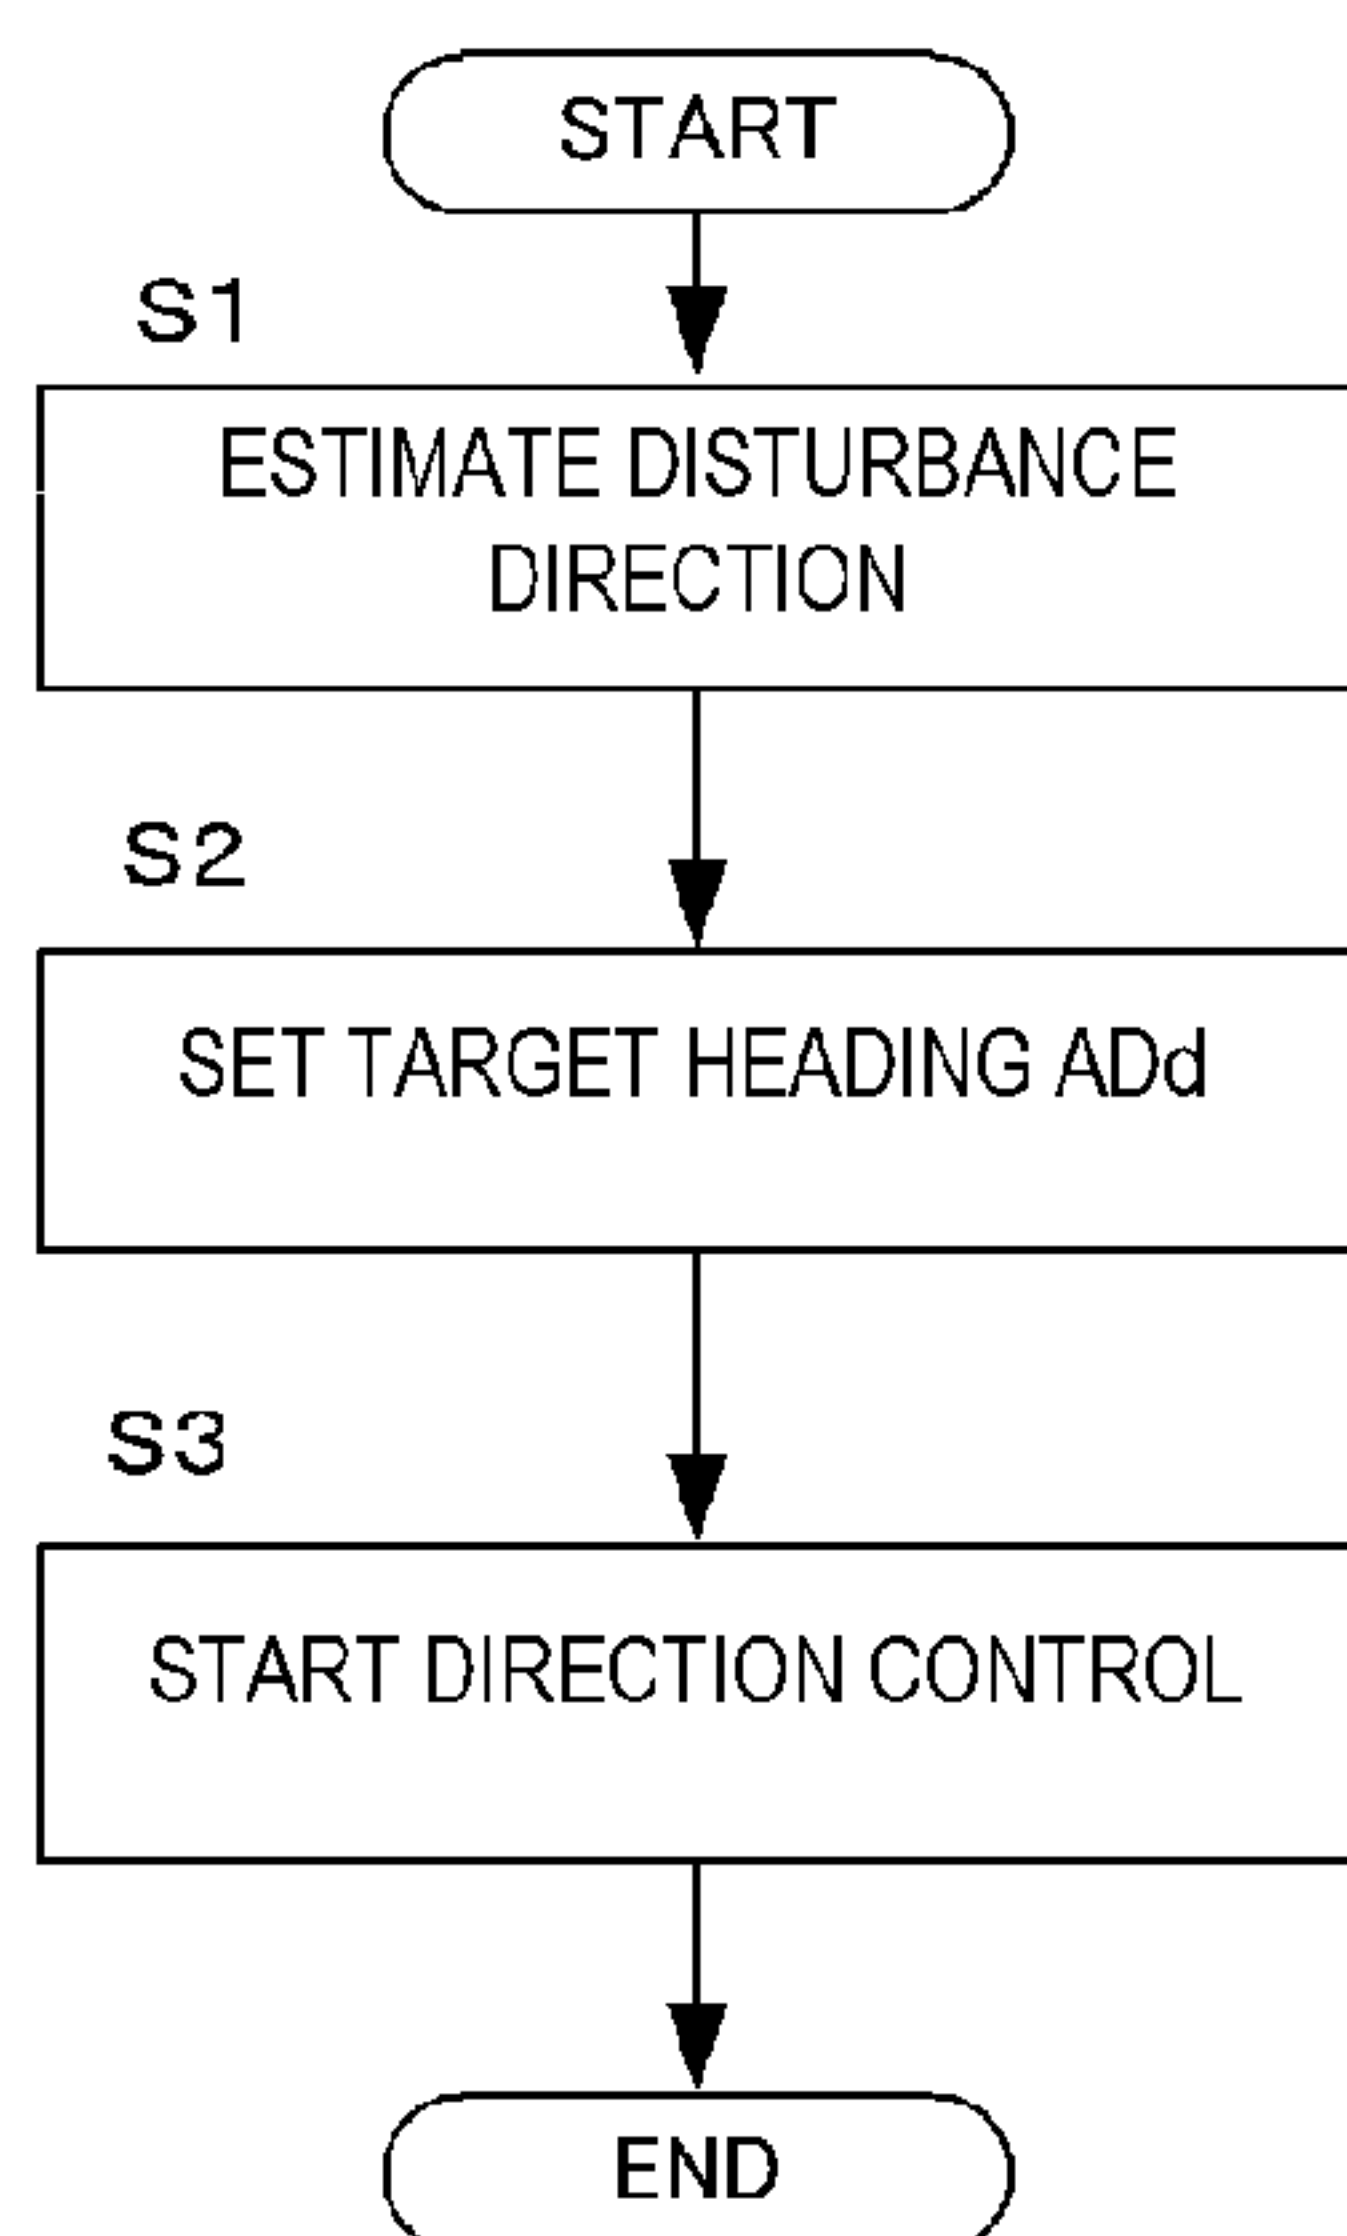 START
S1
ESTIMATE DISTURBANCE
DIRECTION
S2
SET TARGET HEADING ADd
S3
START DIRECTION CONTROL
END